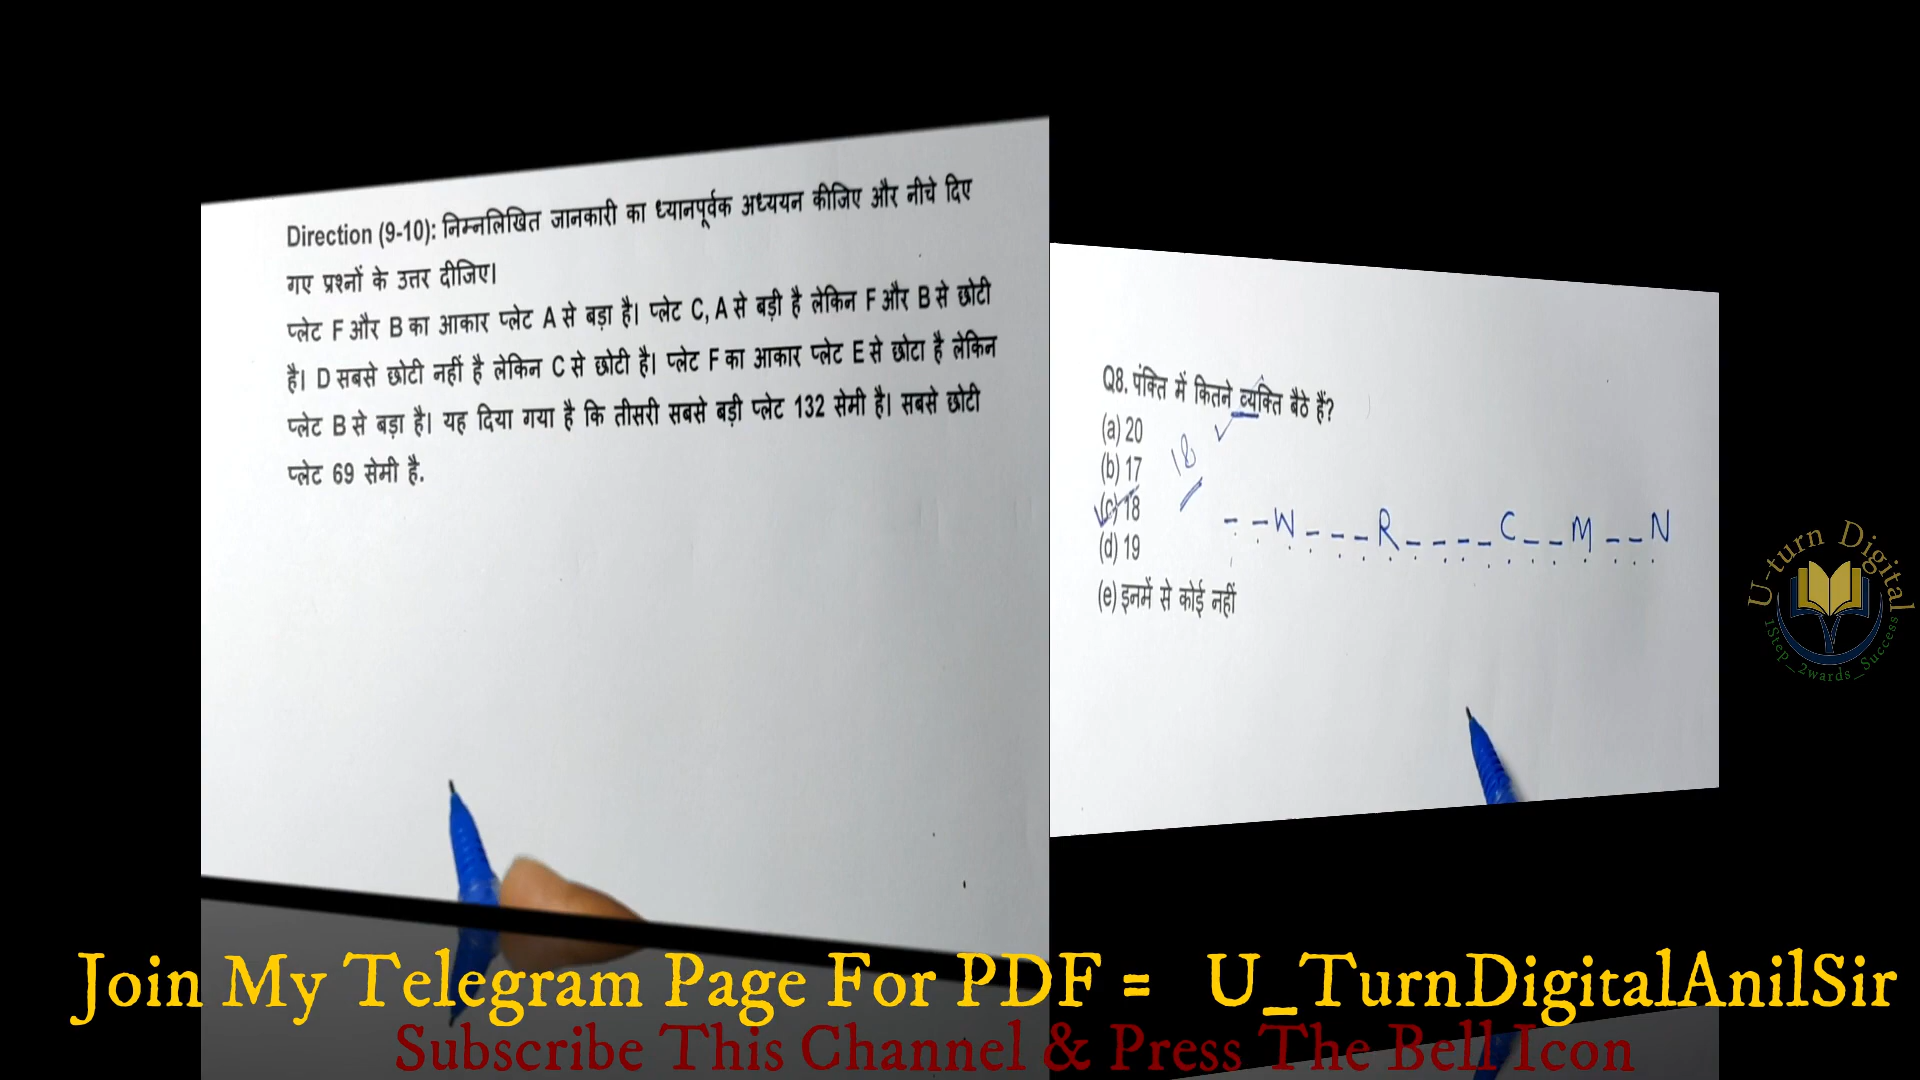 Direction (9-10): निम्नलिखित जानकारी का ध्यानपूर्वक अध्ययन कीजिए और नीचे दिए
गए प्रश्नों के उत्तर दीजिए।
प्लेट F और B का आकार प्लेट A से बड़ा है। प्लेट C, A से बड़ी है लेकिन F और B से छोटी
है। D सबसे छोटी नहीं है लेकिन C से छोटी है। प्लेट F का आकार प्लेट E से छोटा है लेकिन
प्लेट B से बड़ा है। यह दिया गया है कि तीसरी सबसे बड़ी प्लेट 132 सेमी है। सबसे छोटी
प्लेट 69 सेमी है.
Q8. पंक्ति में कितने व्यक्ति बैठे हैं?
(a) 20
(b) 17
(c) 18
(d) 19
(e) इनमें से कोई नहीं
18
_ _ W _ _ _ R _ _ _ _ C _ _ M _ _ N
U-turn Digital
1Step_2wards_Success
Join My Telegram Page For PDF = U_TurnDigitalAnilSir
Subscribe This Channel & Press The Bell Icon